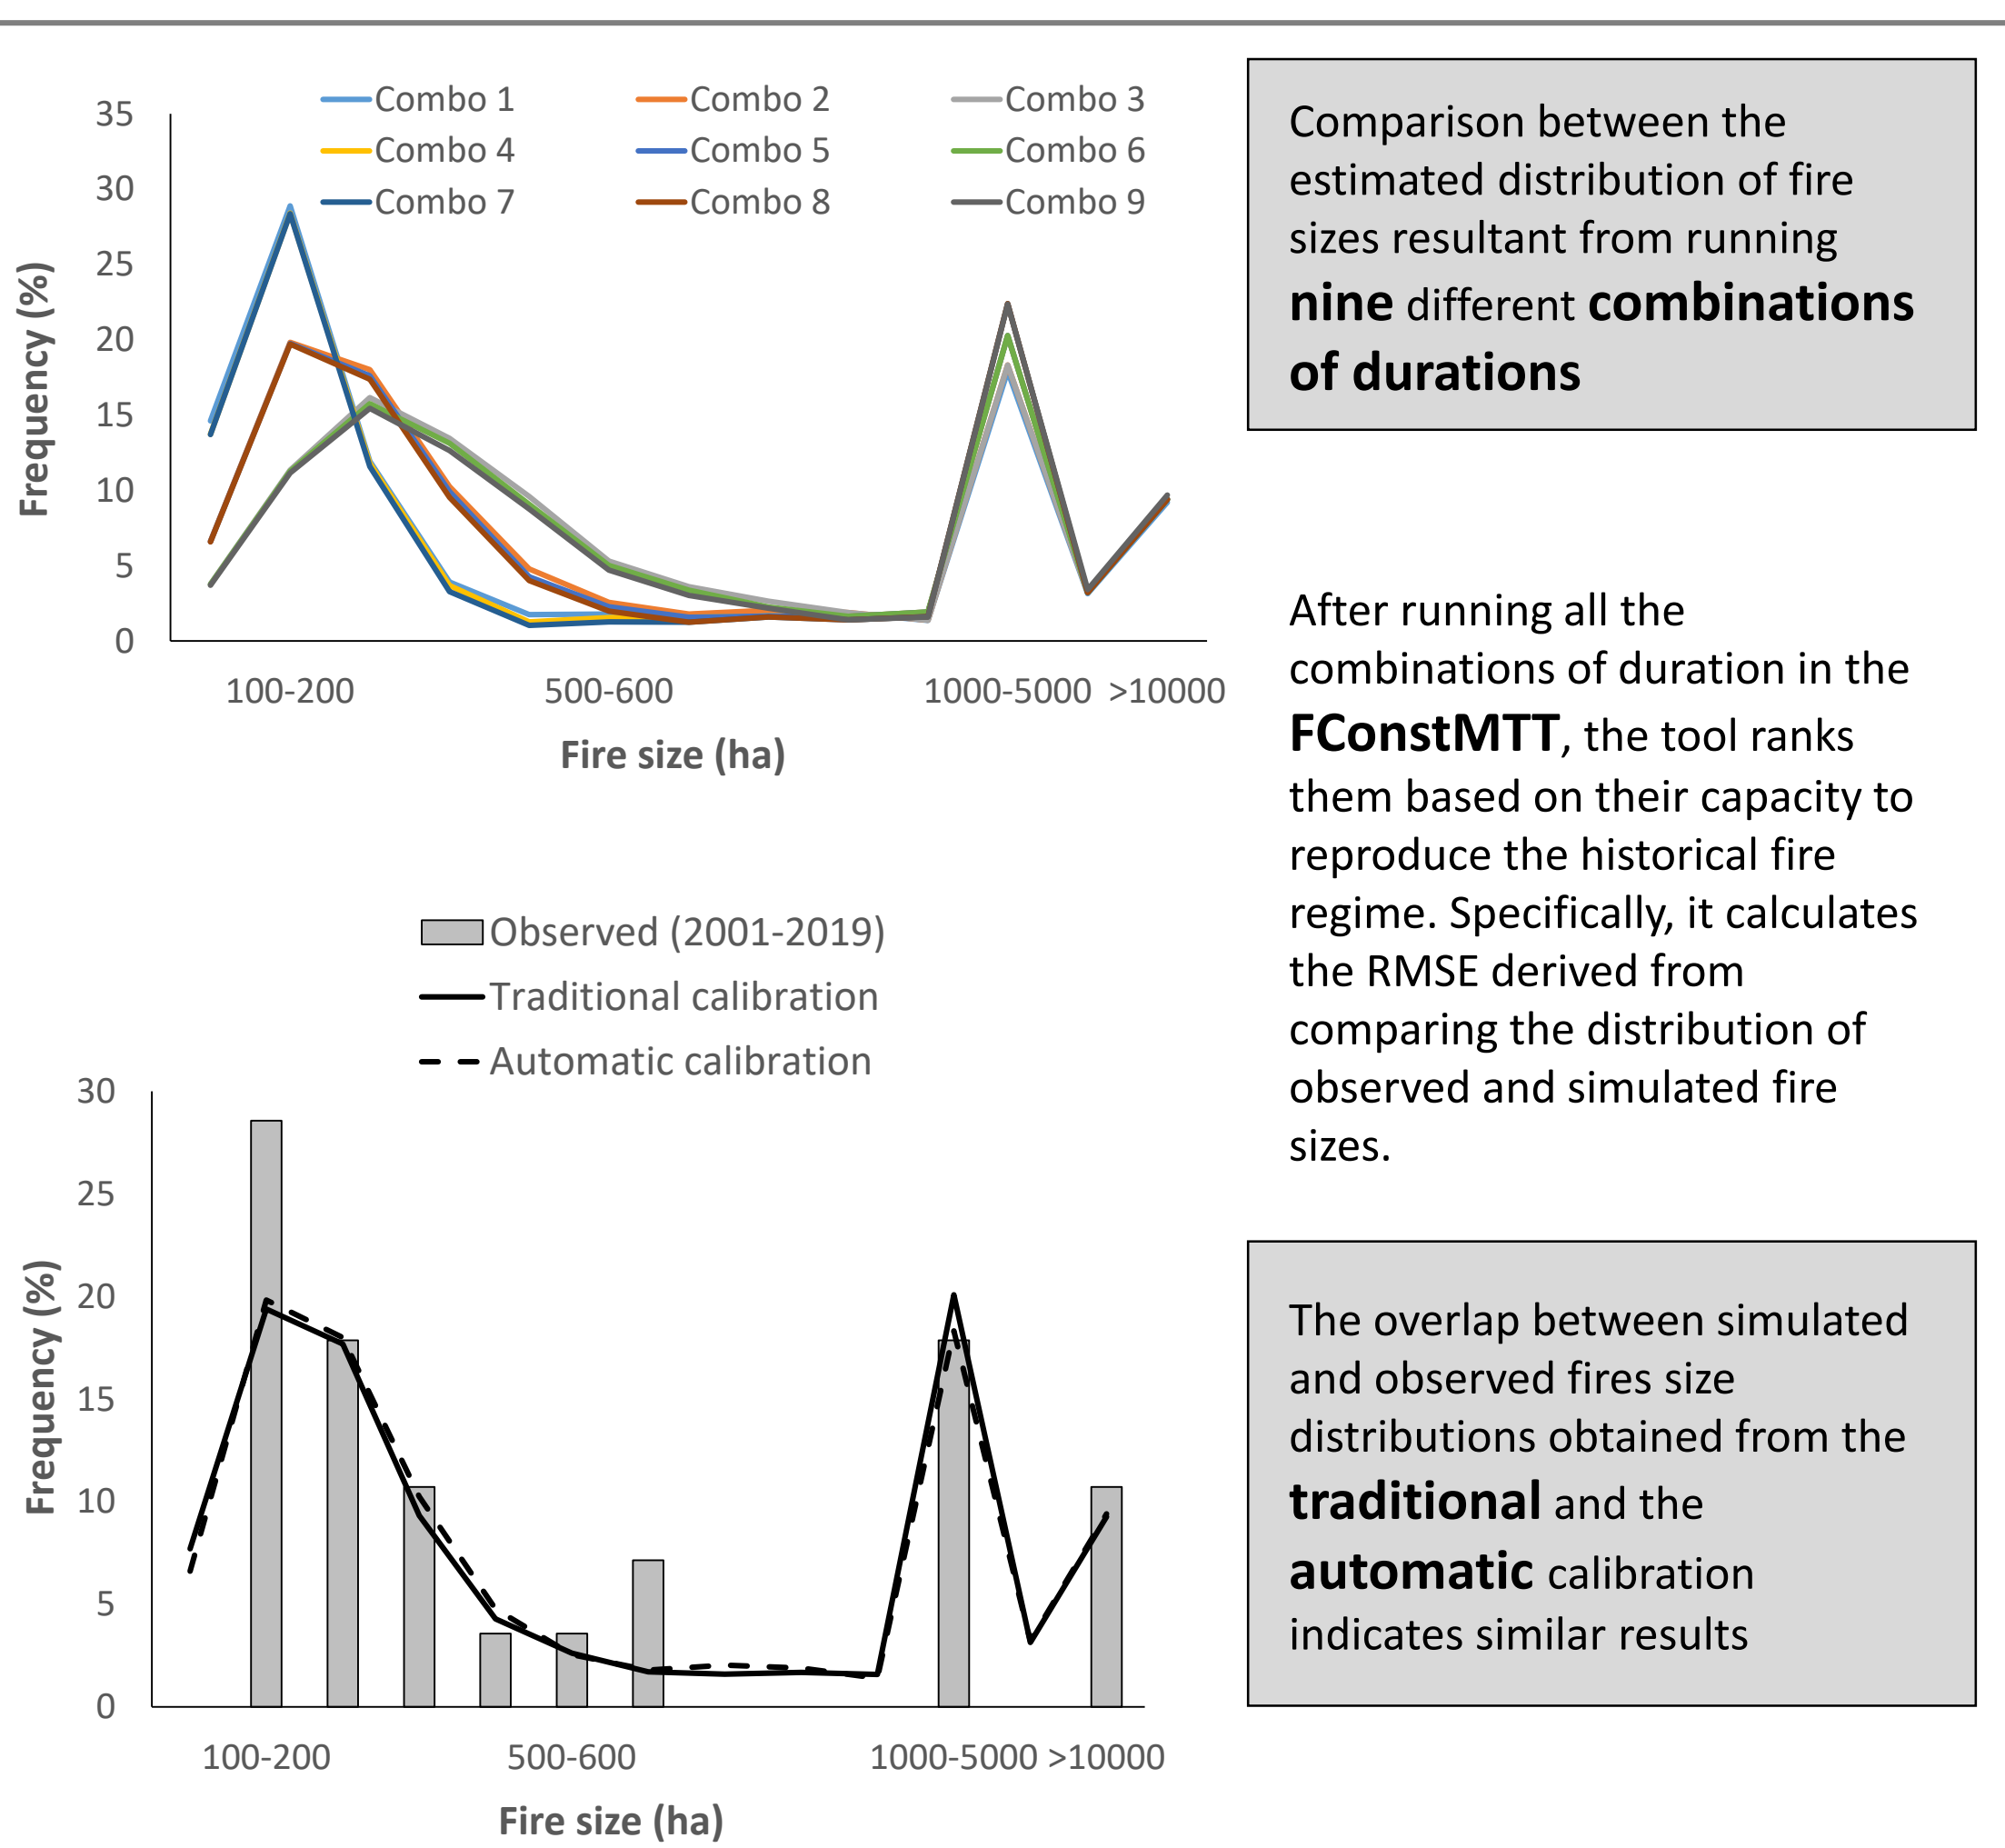 Combo 1
Combo 2
Combo 3
Combo 4
Combo 5
Combo 6
Combo 7
Combo 8
Combo 9
35
30
25
20
15
10
5
0
Frequency (%)
100-200
500-600
1000-5000
>10000
Fire size (ha)
Comparison between the
estimated distribution of fire
sizes resultant from running
nine different combinations
of durations
After running all the
combinations of duration in the
FConstMTT, the tool ranks
them based on their capacity to
reproduce the historical fire
regime. Specifically, it calculates
the RMSE derived from
comparing the distribution of
observed and simulated fire
sizes.
Observed (2001-2019)
Traditional calibration
Automatic calibration
30
25
20
15
10
5
0
Frequency (%)
100-200
500-600
1000-5000
>10000
Fire size (ha)
The overlap between simulated
and observed fires size
distributions obtained from the
traditional and the
automatic calibration
indicates similar results